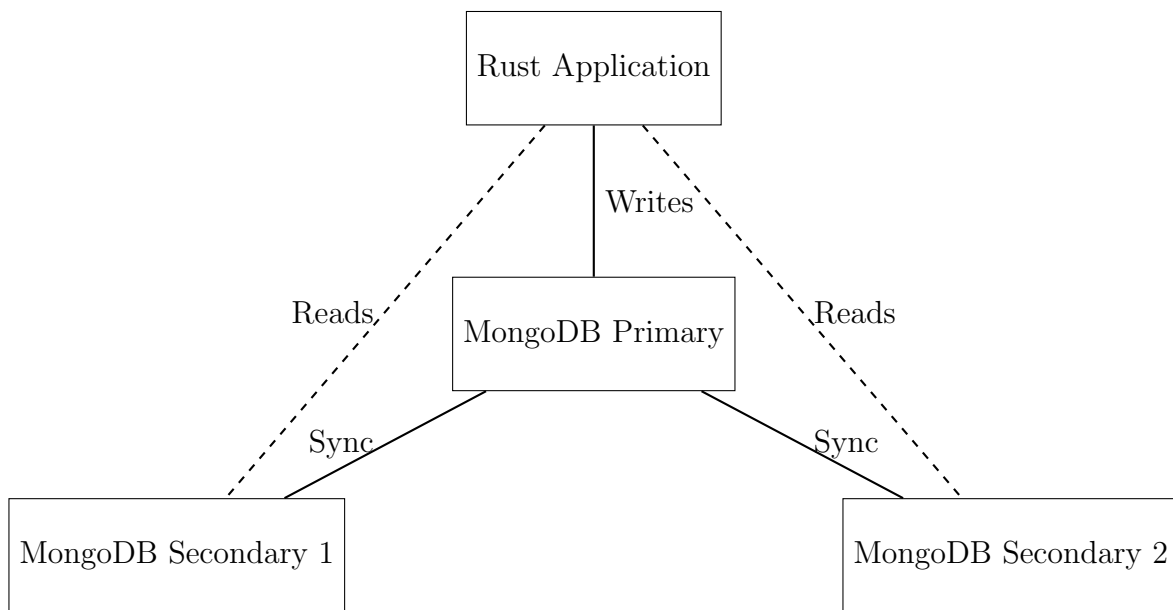 Rust Application
Writes
Reads
Reads
MongoDB Primary
Sync
Sync
MongoDB Secondary 1
MongoDB Secondary 2